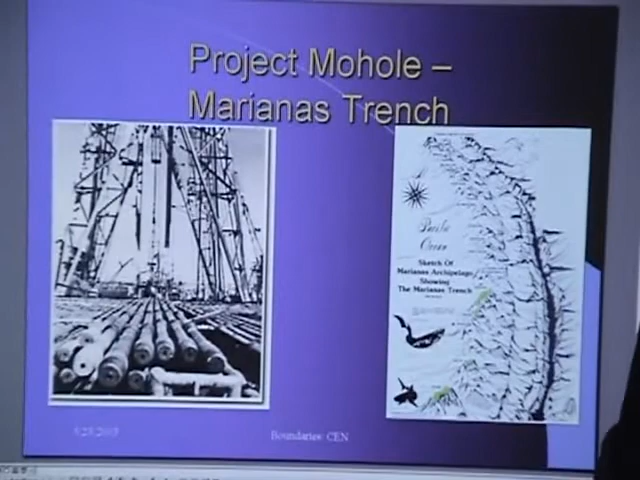 Project Mohole –
Marianas Trench
Pacific
Ocean
Sketch Of
Marianas Archipelago
Showing
The Marianas Trench
Boundaries CEN